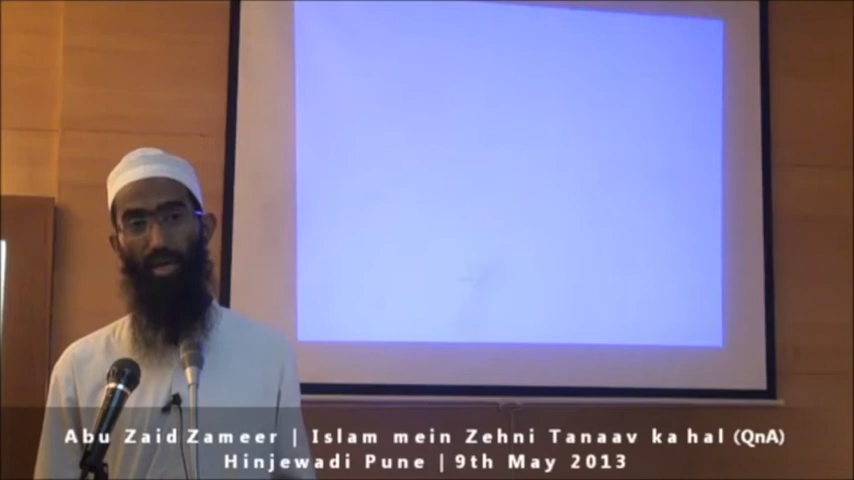 Abu Zaid Zameer | Islam mein Zehni Tanaav ka hal (QnA)
Hinjewadi Pune | 9th May 2013